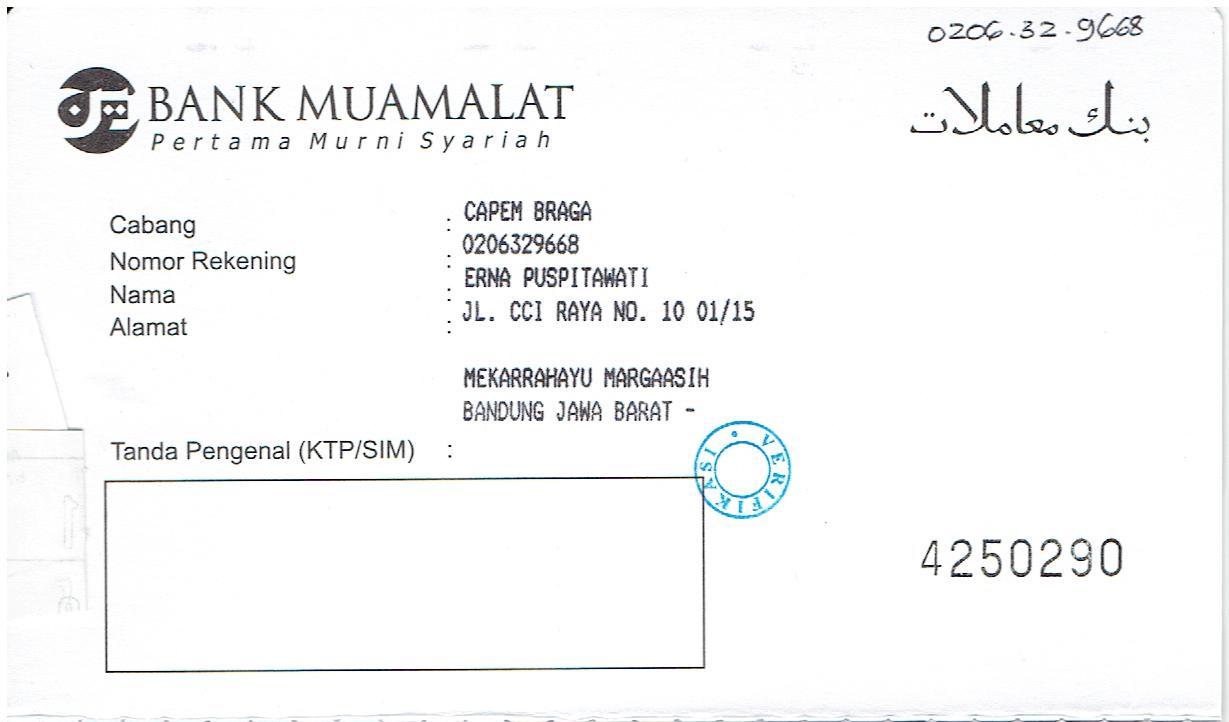 0206.32.9668
BANK MUAMALAT
Pertama Murni Syariah
بنك معاملات
Cabang : CAPEM BRAGA
Nomor Rekening : 0206329668
Nama : ERNA PUSPITAWATI
Alamat : JL. CCI RAYA NO. 10 01/15
MEKARRAHAYU MARGAASIH
BANDUNG JAWA BARAT -
Tanda Pengenal (KTP/SIM) :
VERIFIKASI
4250290